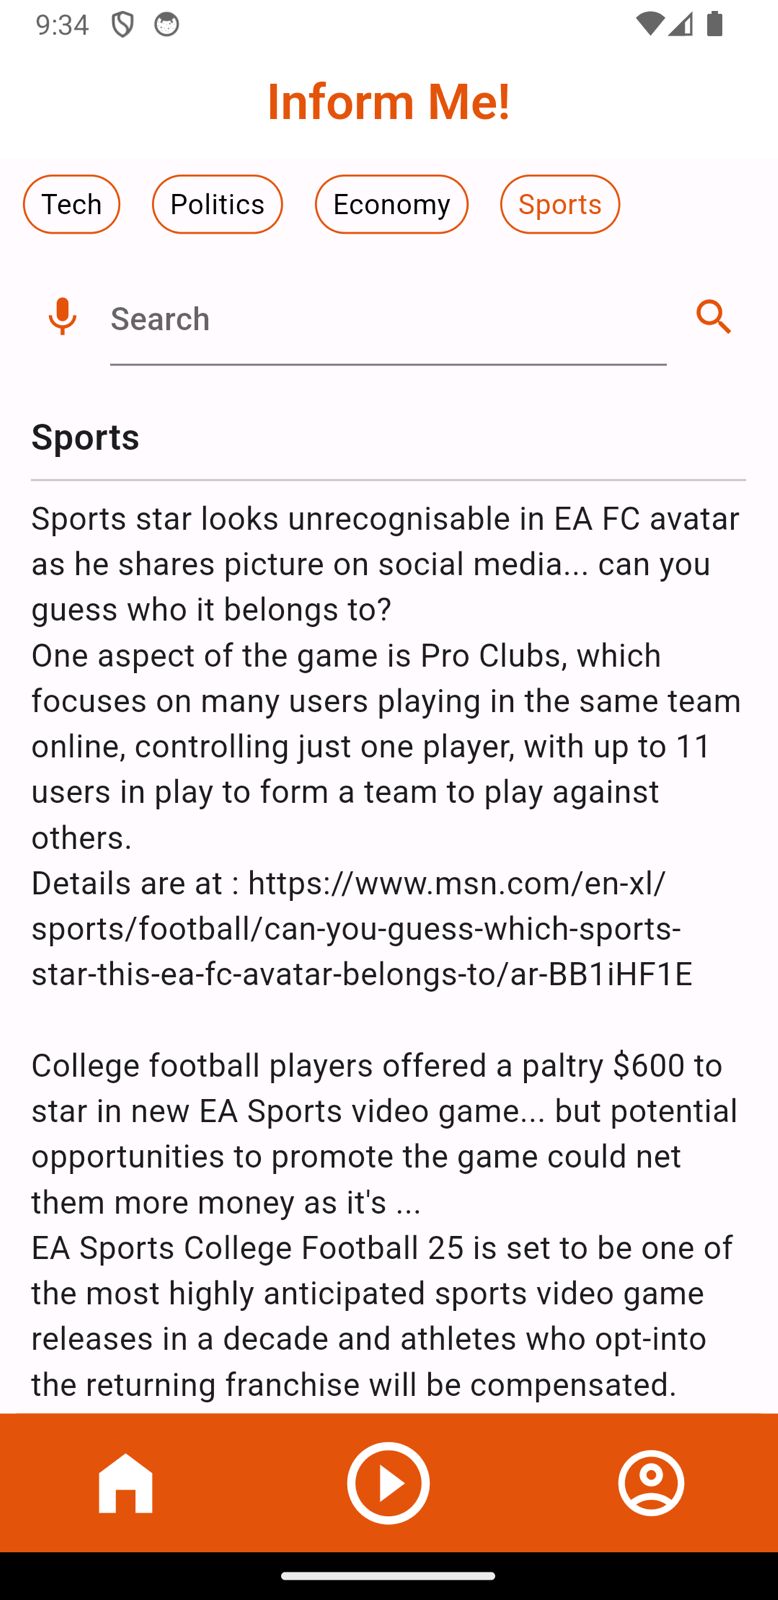 9:34
Inform Me!
Tech Politics Economy Sports
Search
Sports
Sports star looks unrecognisable in EA FC avatar
as he shares picture on social media... can you
guess who it belongs to?
One aspect of the game is Pro Clubs, which
focuses on many users playing in the same team
online, controlling just one player, with up to 11
users in play to form a team to play against
others.
Details are at : https://www.msn.com/en-xl/
sports/football/can-you-guess-which-sports-
star-this-ea-fc-avatar-belongs-to/ar-BB1iHF1E
College football players offered a paltry $600 to
star in new EA Sports video game... but potential
opportunities to promote the game could net
them more money as it's ...
EA Sports College Football 25 is set to be one of
the most highly anticipated sports video game
releases in a decade and athletes who opt-into
the returning franchise will be compensated.